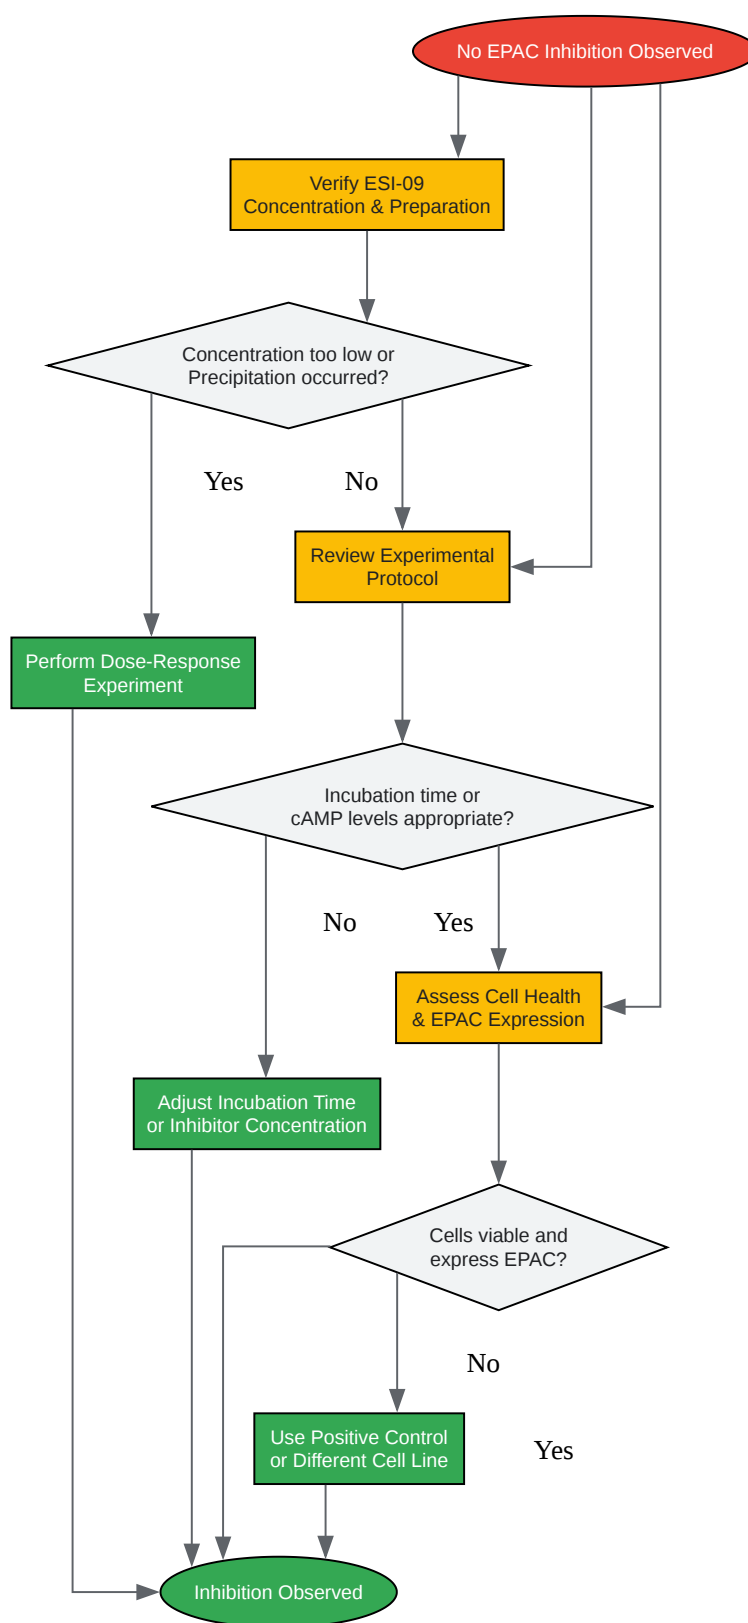 No EPAC Inhibition Observed
Verify ESI-09
Concentration & Preparation
Concentration too low or
Precipitation occurred?
Yes
No
Review Experimental
Protocol
Perform Dose-Response
Experiment
Incubation time or
cAMP levels appropriate?
No
Yes
Assess Cell Health
& EPAC Expression
Adjust Incubation Time
or Inhibitor Concentration
Cells viable and
express EPAC?
No
Use Positive Control
or Different Cell Line
Yes
Inhibition Observed